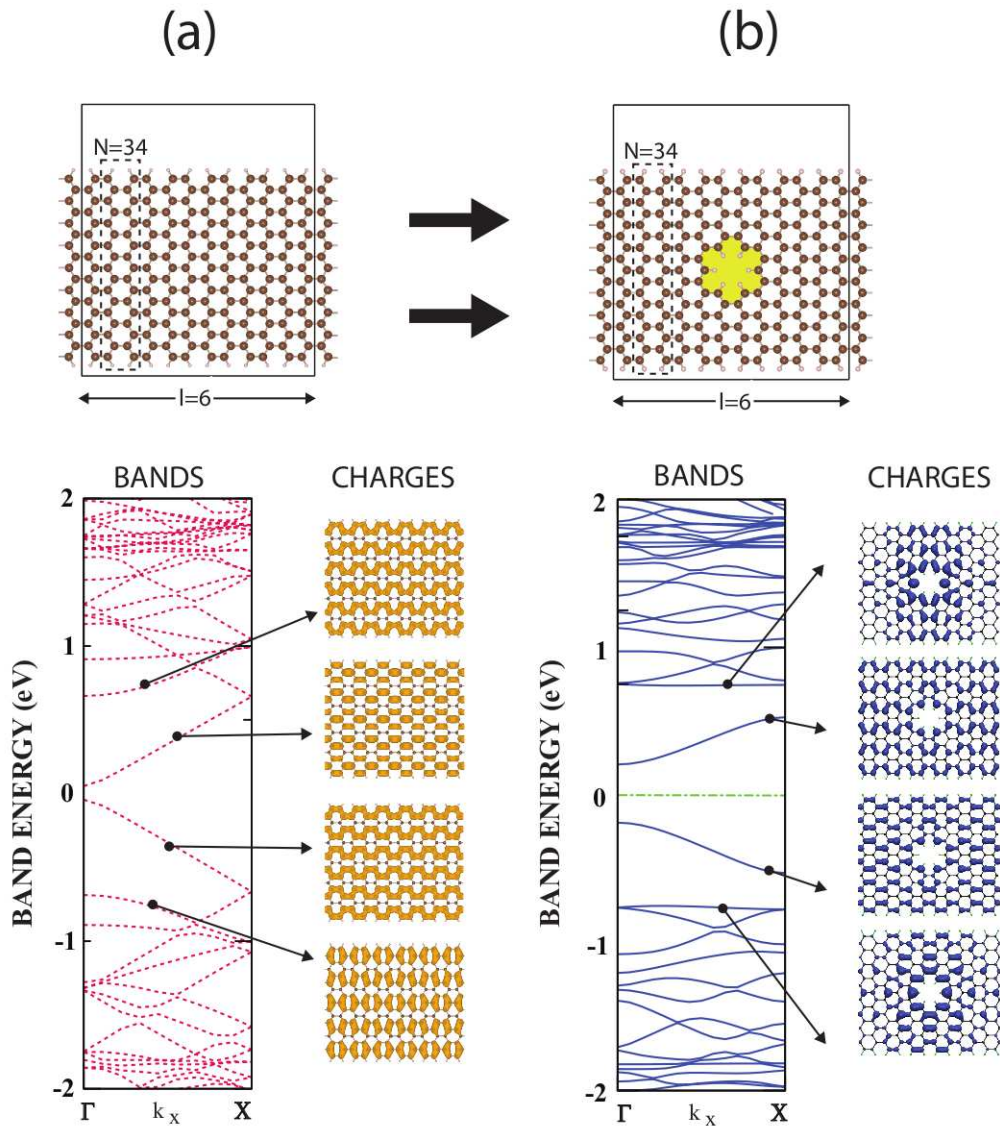 (a)
(b)
N=34
N=34
l=6
l=6
BANDS
CHARGES
BANDS
CHARGES
BAND ENERGY (eV)
2
1
0
-1
-2
Γ
k X
X
BAND ENERGY (eV)
2
1
0
-1
-2
Γ
k X
X